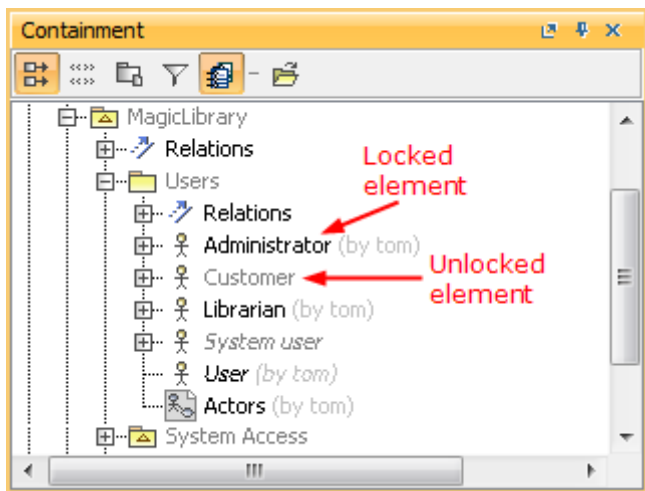 Containment
MagicLibrary
Relations
Locked
element
Users
Relations
Administrator (by tom)
Unlocked
element
Customer
Librarian (by tom)
System user
User (by tom)
Actors (by tom)
System Access